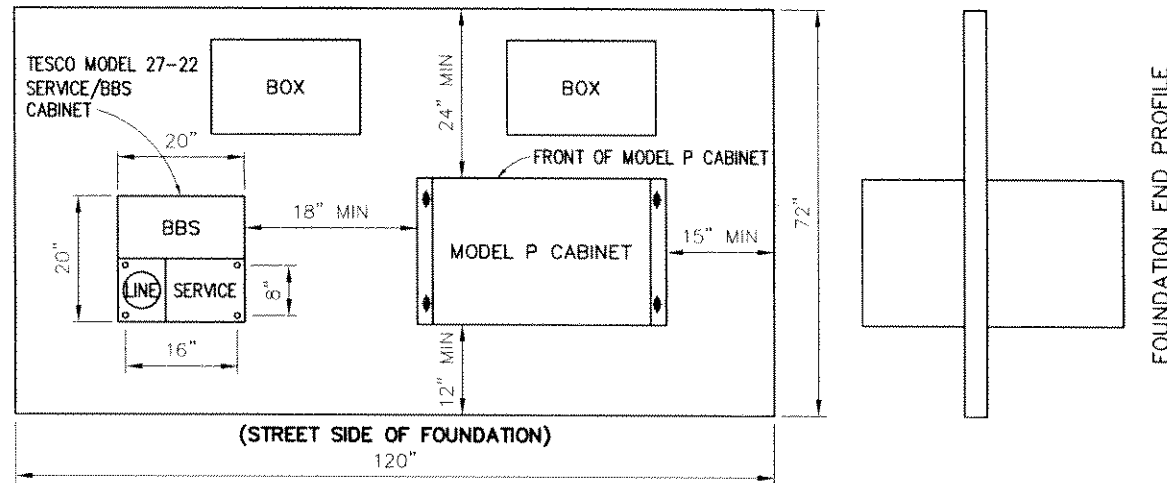 TESCO MODEL 27-22
SERVICE/BBS
CABINET
BOX
BOX
24" MIN
FRONT OF MODEL P CABINET
20"
20"
BBS
18" MIN
MODEL P CABINET
15" MIN
72"
LINE
SERVICE
8"
16"
12" MIN
(STREET SIDE OF FOUNDATION)
120"
FOUNDATION END PROFILE